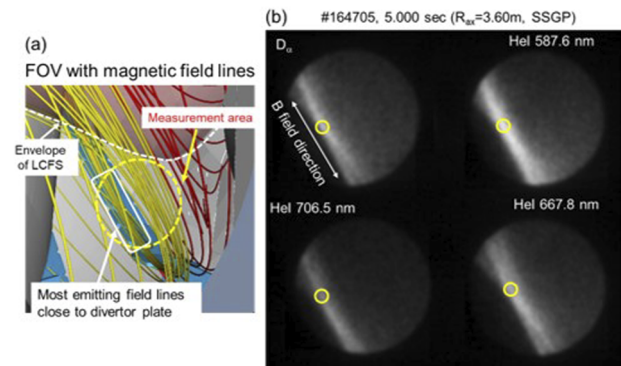 (a)
FOV with magnetic field lines
Measurement area
Envelope
of LCFS
Most emitting field lines
close to divertor plate
(b)
#164705, 5.000 sec (Rax=3.60m, SSGP)
Dα
HeI 587.6 nm
B field direction
HeI 706.5 nm
HeI 667.8 nm